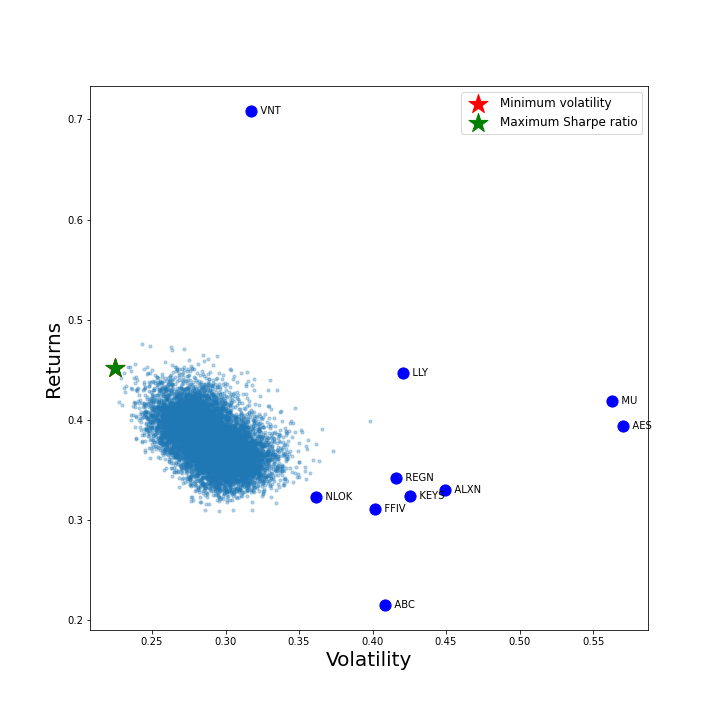 Minimum volatility
Maximum Sharpe ratio
VNT
LLY
MU
AES
REGN
ALXN
KEYS
NLOK
FFIV
ABC
0.7
0.6
0.5
0.4
0.3
0.2
Returns
0.25
0.30
0.35
0.40
0.45
0.50
0.55
Volatility